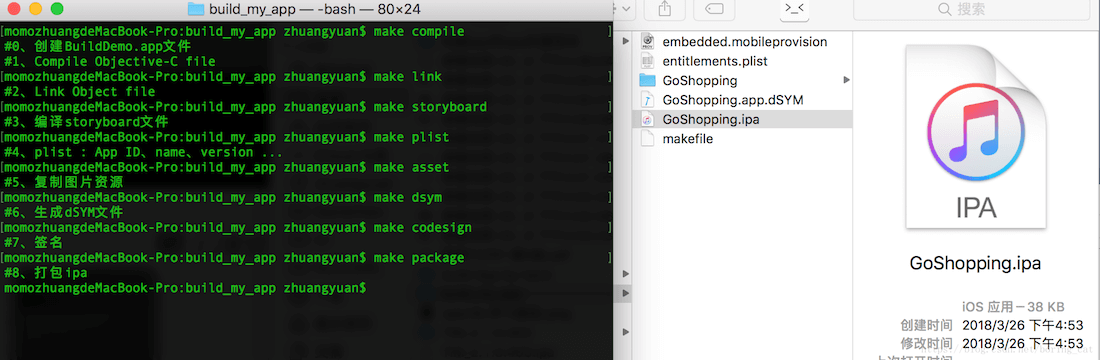 build_my_app — -bash — 80×24
[momozhuangdeMacBook-Pro:build_my_app zhuangyuan$ make compile ]
#0、创建BuildDemo.app文件
#1、Compile Objective-C file
[momozhuangdeMacBook-Pro:build_my_app zhuangyuan$ make link ]
#2、Link Object file
[momozhuangdeMacBook-Pro:build_my_app zhuangyuan$ make storyboard ]
#3、编译storyboard文件
[momozhuangdeMacBook-Pro:build_my_app zhuangyuan$ make plist ]
#4、plist : App ID、name、version ...
[momozhuangdeMacBook-Pro:build_my_app zhuangyuan$ make asset ]
#5、复制图片资源
[momozhuangdeMacBook-Pro:build_my_app zhuangyuan$ make dsym ]
#6、生成dSYM文件
[momozhuangdeMacBook-Pro:build_my_app zhuangyuan$ make codesign ]
#7、签名
[momozhuangdeMacBook-Pro:build_my_app zhuangyuan$ make package ]
#8、打包ipa
momozhuangdeMacBook-Pro:build_my_app zhuangyuan$
搜索
embedded.mobileprovision
entitlements.plist
GoShopping
GoShopping.app.dSYM
GoShopping.ipa
makefile
IPA
GoShopping.ipa
iOS 应用 — 38 KB
创建时间 2018/3/26 下午4:53
修改时间 2018/3/26 下午4:53